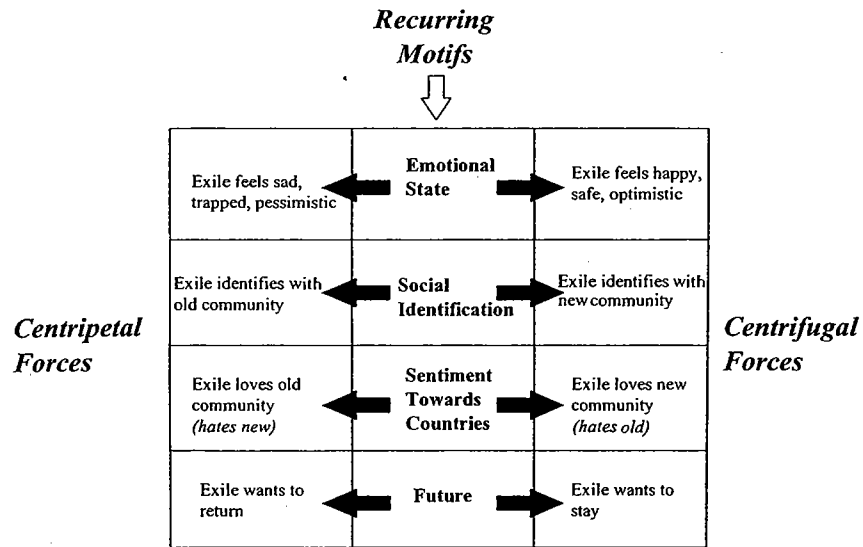 Recurring
Motifs
Exile feels sad,
trapped, pessimistic
Emotional
State
Exile feels happy,
safe, optimistic
Exile identifies with
old community
Social
Identification
Exile identifies with
new community
Centripetal
Forces
Centrifugal
Forces
Exile loves old
community
(hates new)
Sentiment
Towards
Countries
Exile loves new
community
(hates old)
Exile wants to
return
Future
Exile wants to
stay